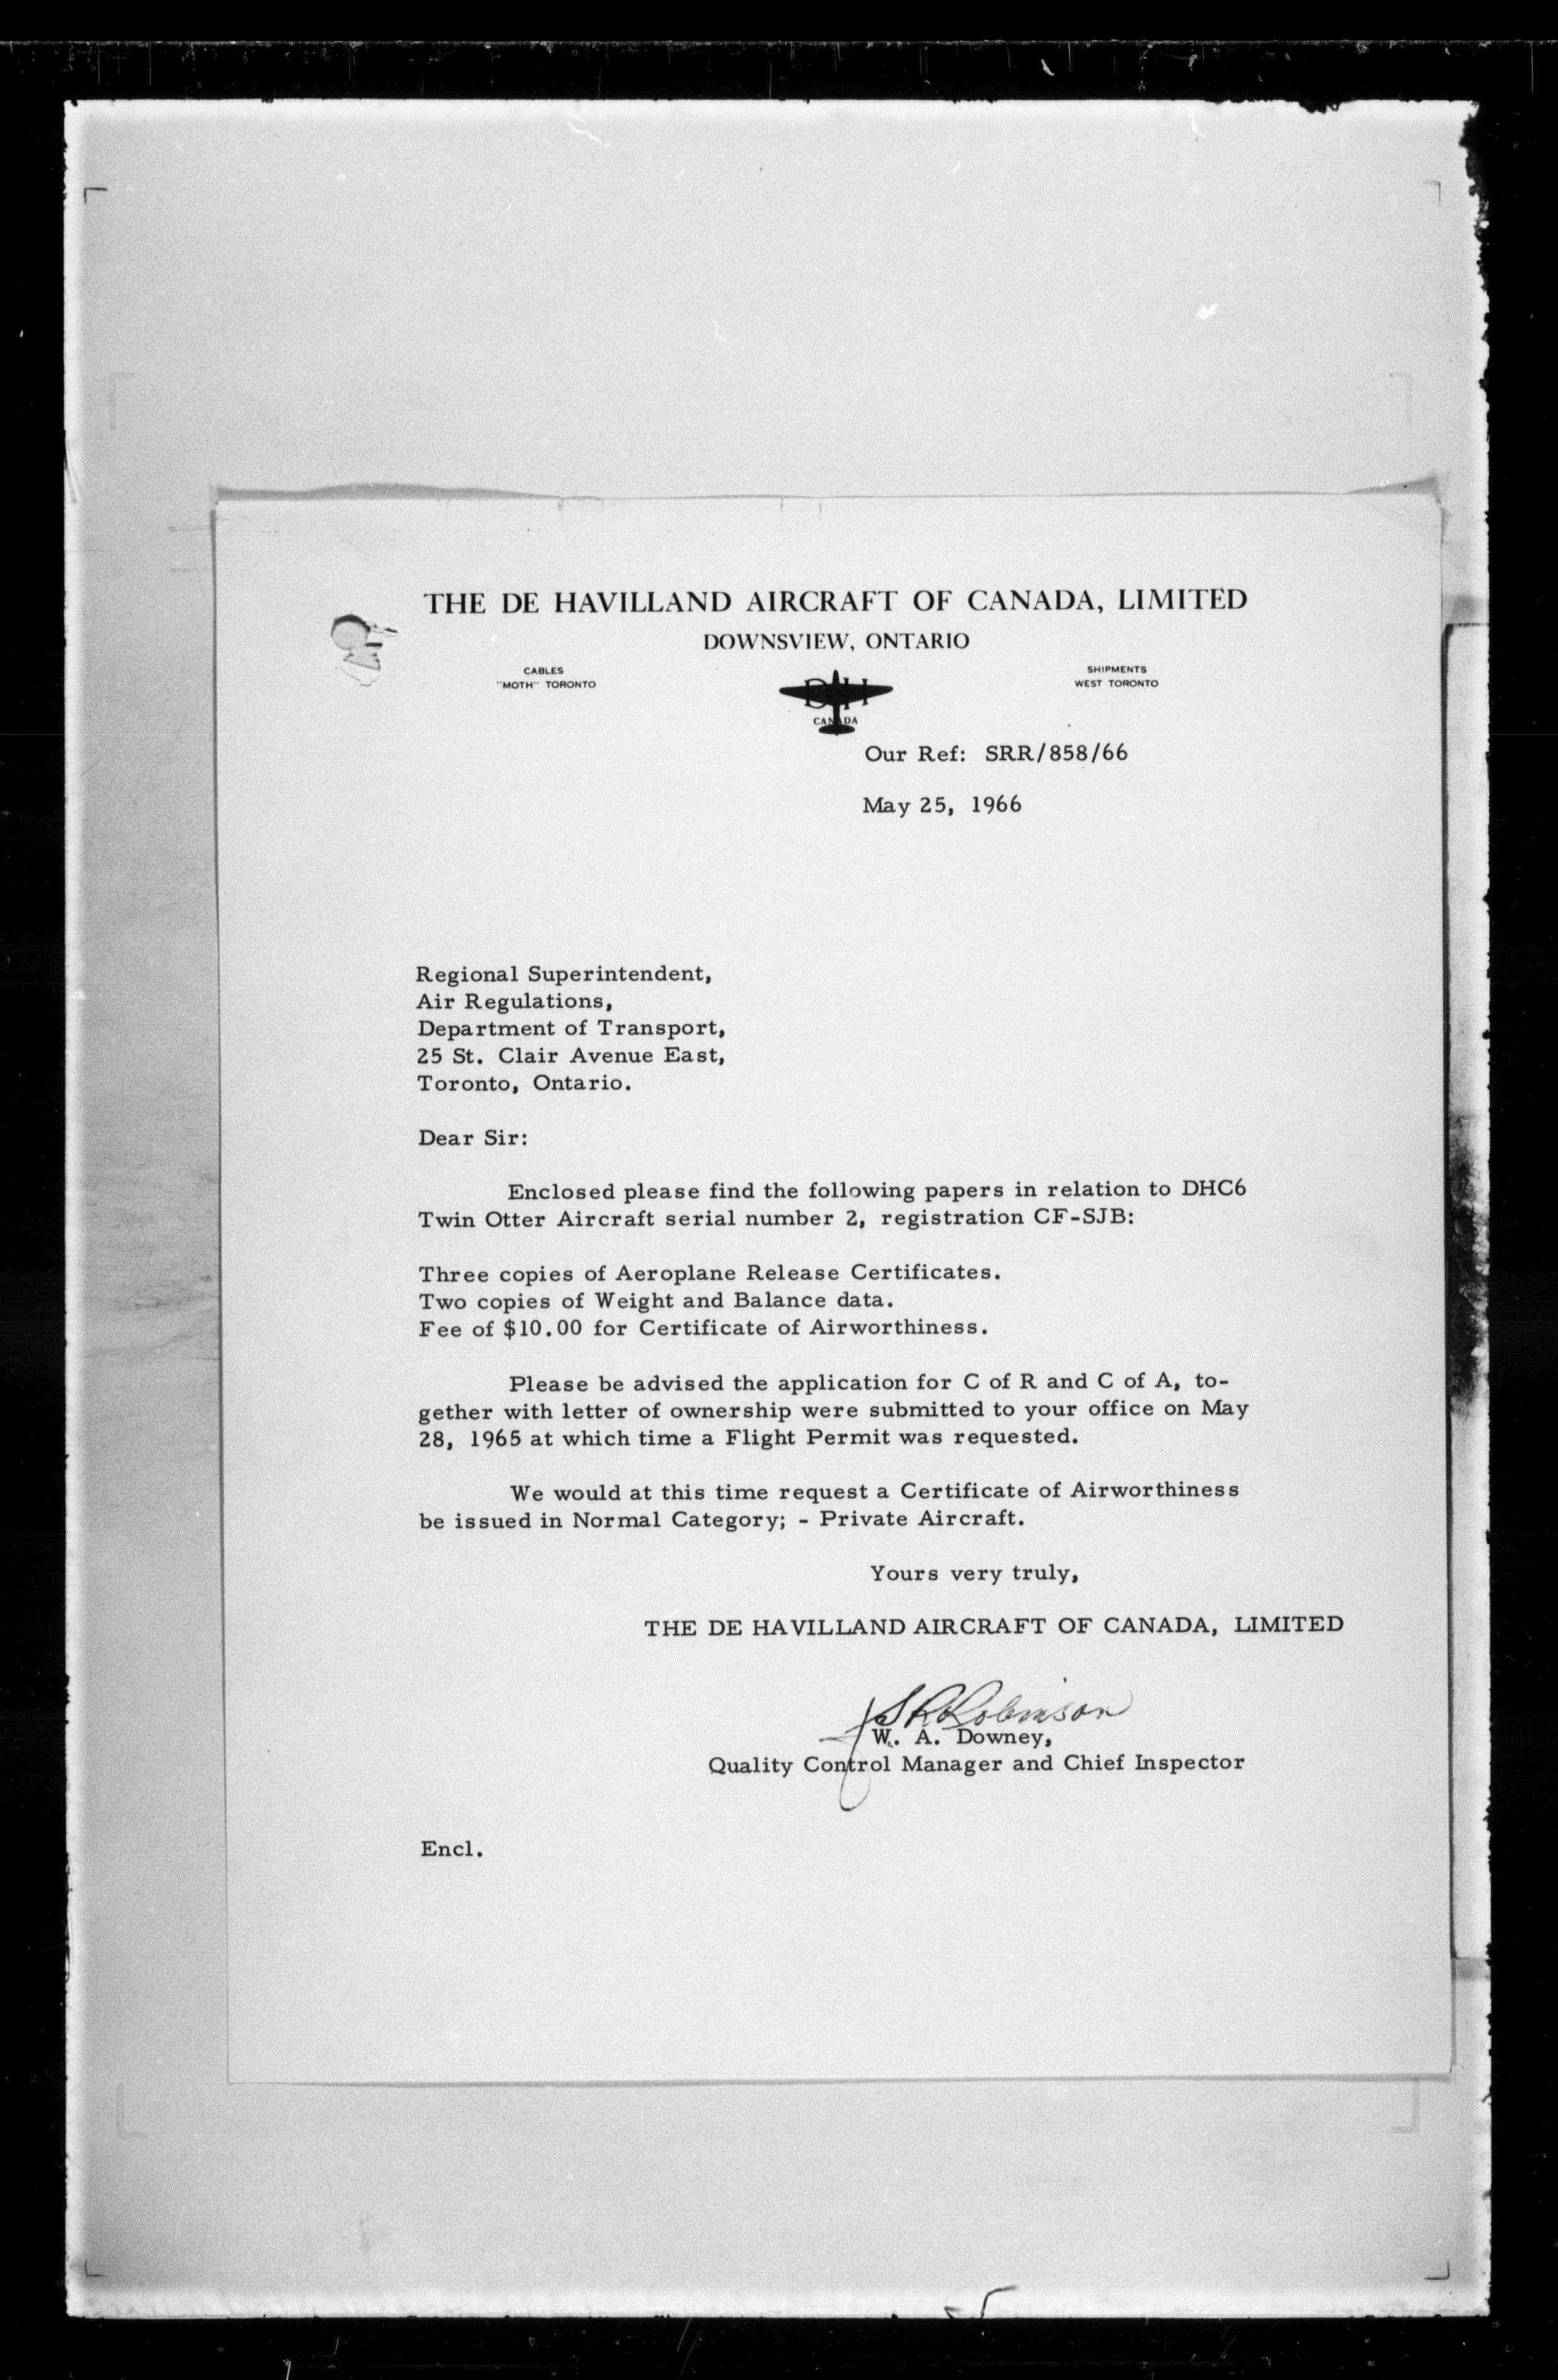 THE DE HAVILLAND AIRCRAFT OF CANADA, LIMITED
DOWNSVIEW, ONTARIO
CABLES
"MOTH" TORONTO
SHIPMENTS
WEST TORONTO
DH
CANADA
Our Ref: SRR/858/66
May 25, 1966
Regional Superintendent,
Air Regulations,
Department of Transport,
25 St. Clair Avenue East,
Toronto, Ontario.
Dear Sir:
Enclosed please find the following papers in relation to DHC6
Twin Otter Aircraft serial number 2, registration CF-SJB:
Three copies of Aeroplane Release Certificates.
Two copies of Weight and Balance data.
Fee of $10.00 for Certificate of Airworthiness.
Please be advised the application for C of R and C of A, to-
gether with letter of ownership were submitted to your office on May
28, 1965 at which time a Flight Permit was requested.
We would at this time request a Certificate of Airworthiness
be issued in Normal Category; - Private Aircraft.
Yours very truly,
THE DE HAVILLAND AIRCRAFT OF CANADA, LIMITED
SR Robinson
W. A. Downey,
Quality Control Manager and Chief Inspector
Encl.